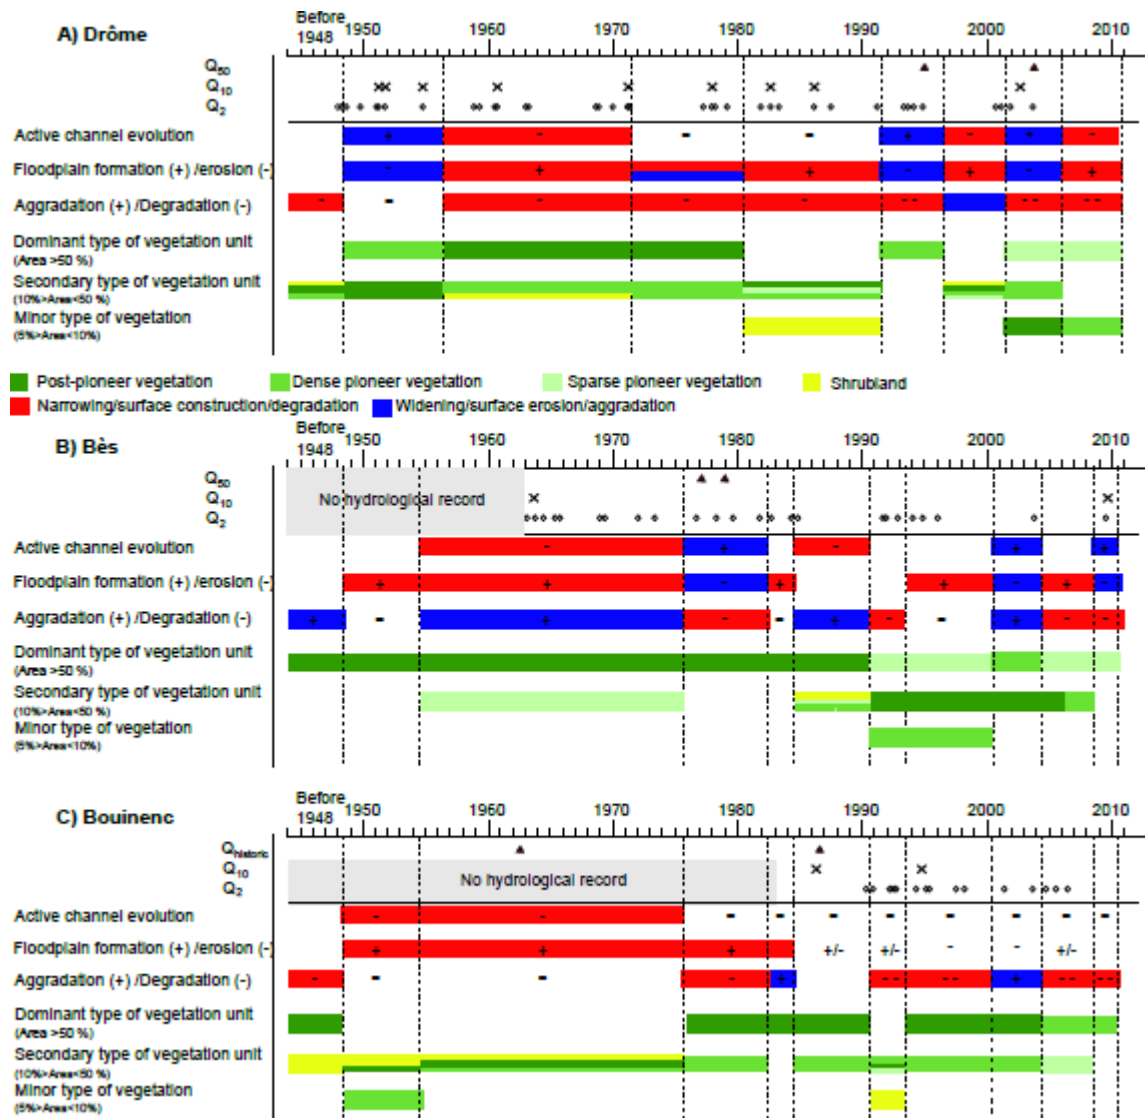 A) Drôme
Before 1948 1950 1960 1970 1980 1990 2000 2010
Q50
Q10
Q2
Active channel evolution + - - - + - + -
Floodplain formation (+) /erosion (-) - + + - + - +
Aggradation (+) /Degradation (-) - - - - - - - - - - -
Dominant type of vegetation unit
(Area >50 %)
Secondary type of vegetation unit
(10%>Area<50 %)
Minor type of vegetation
(5%>Area<10%)
Post-pioneer vegetation Dense pioneer vegetation Sparse pioneer vegetation Shrubland
Narrowing/surface construction/degradation Widening/surface erosion/aggradation
B) Bès
Before 1948 1950 1960 1970 1980 1990 2000 2010
Q50
Q10 No hydrological record
Q2
Active channel evolution - + - + +
Floodplain formation (+) /erosion (-) + + - + + - + -
Aggradation (+) /Degradation (-) + - + - - + - - + - -
Dominant type of vegetation unit
(Area >50 %)
Secondary type of vegetation unit
(10%>Area<50 %)
Minor type of vegetation
(5%>Area<10%)
C) Bouinenc
Before 1948 1950 1960 1970 1980 1990 2000 2010
Qhistoric
Q10 No hydrological record
Q2
Active channel evolution - - - - - - - - - -
Floodplain formation (+) /erosion (-) + + + +/- +/- - - +/-
Aggradation (+) /Degradation (-) - - - - + - - - - + - - - -
Dominant type of vegetation unit
(Area >50 %)
Secondary type of vegetation unit
(10%>Area<50 %)
Minor type of vegetation
(5%>Area<10%)